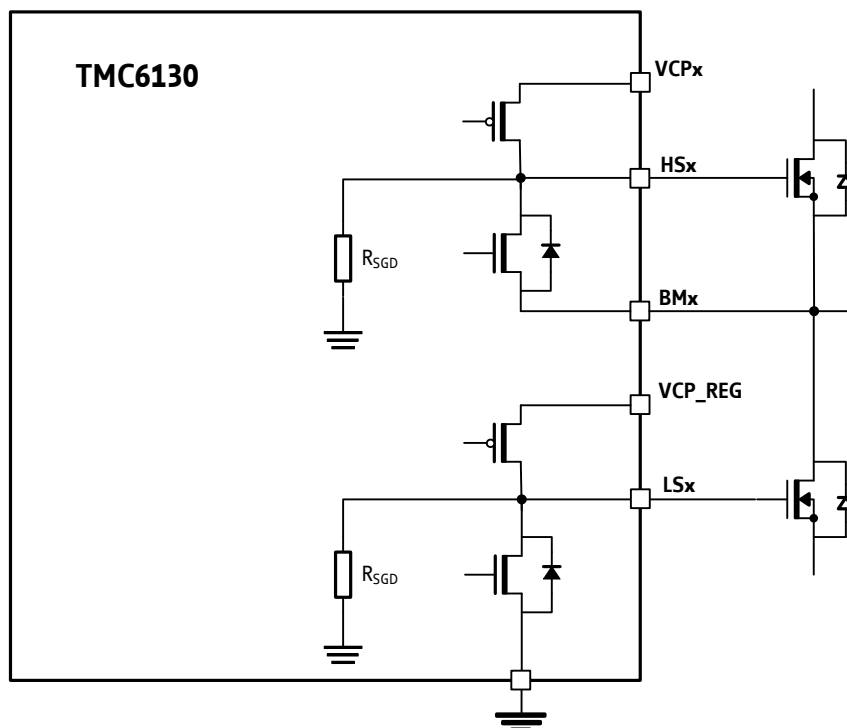 TMC6130
VCPx
HSx
RSGD
BMx
VCP_REG
LSx
RSGD